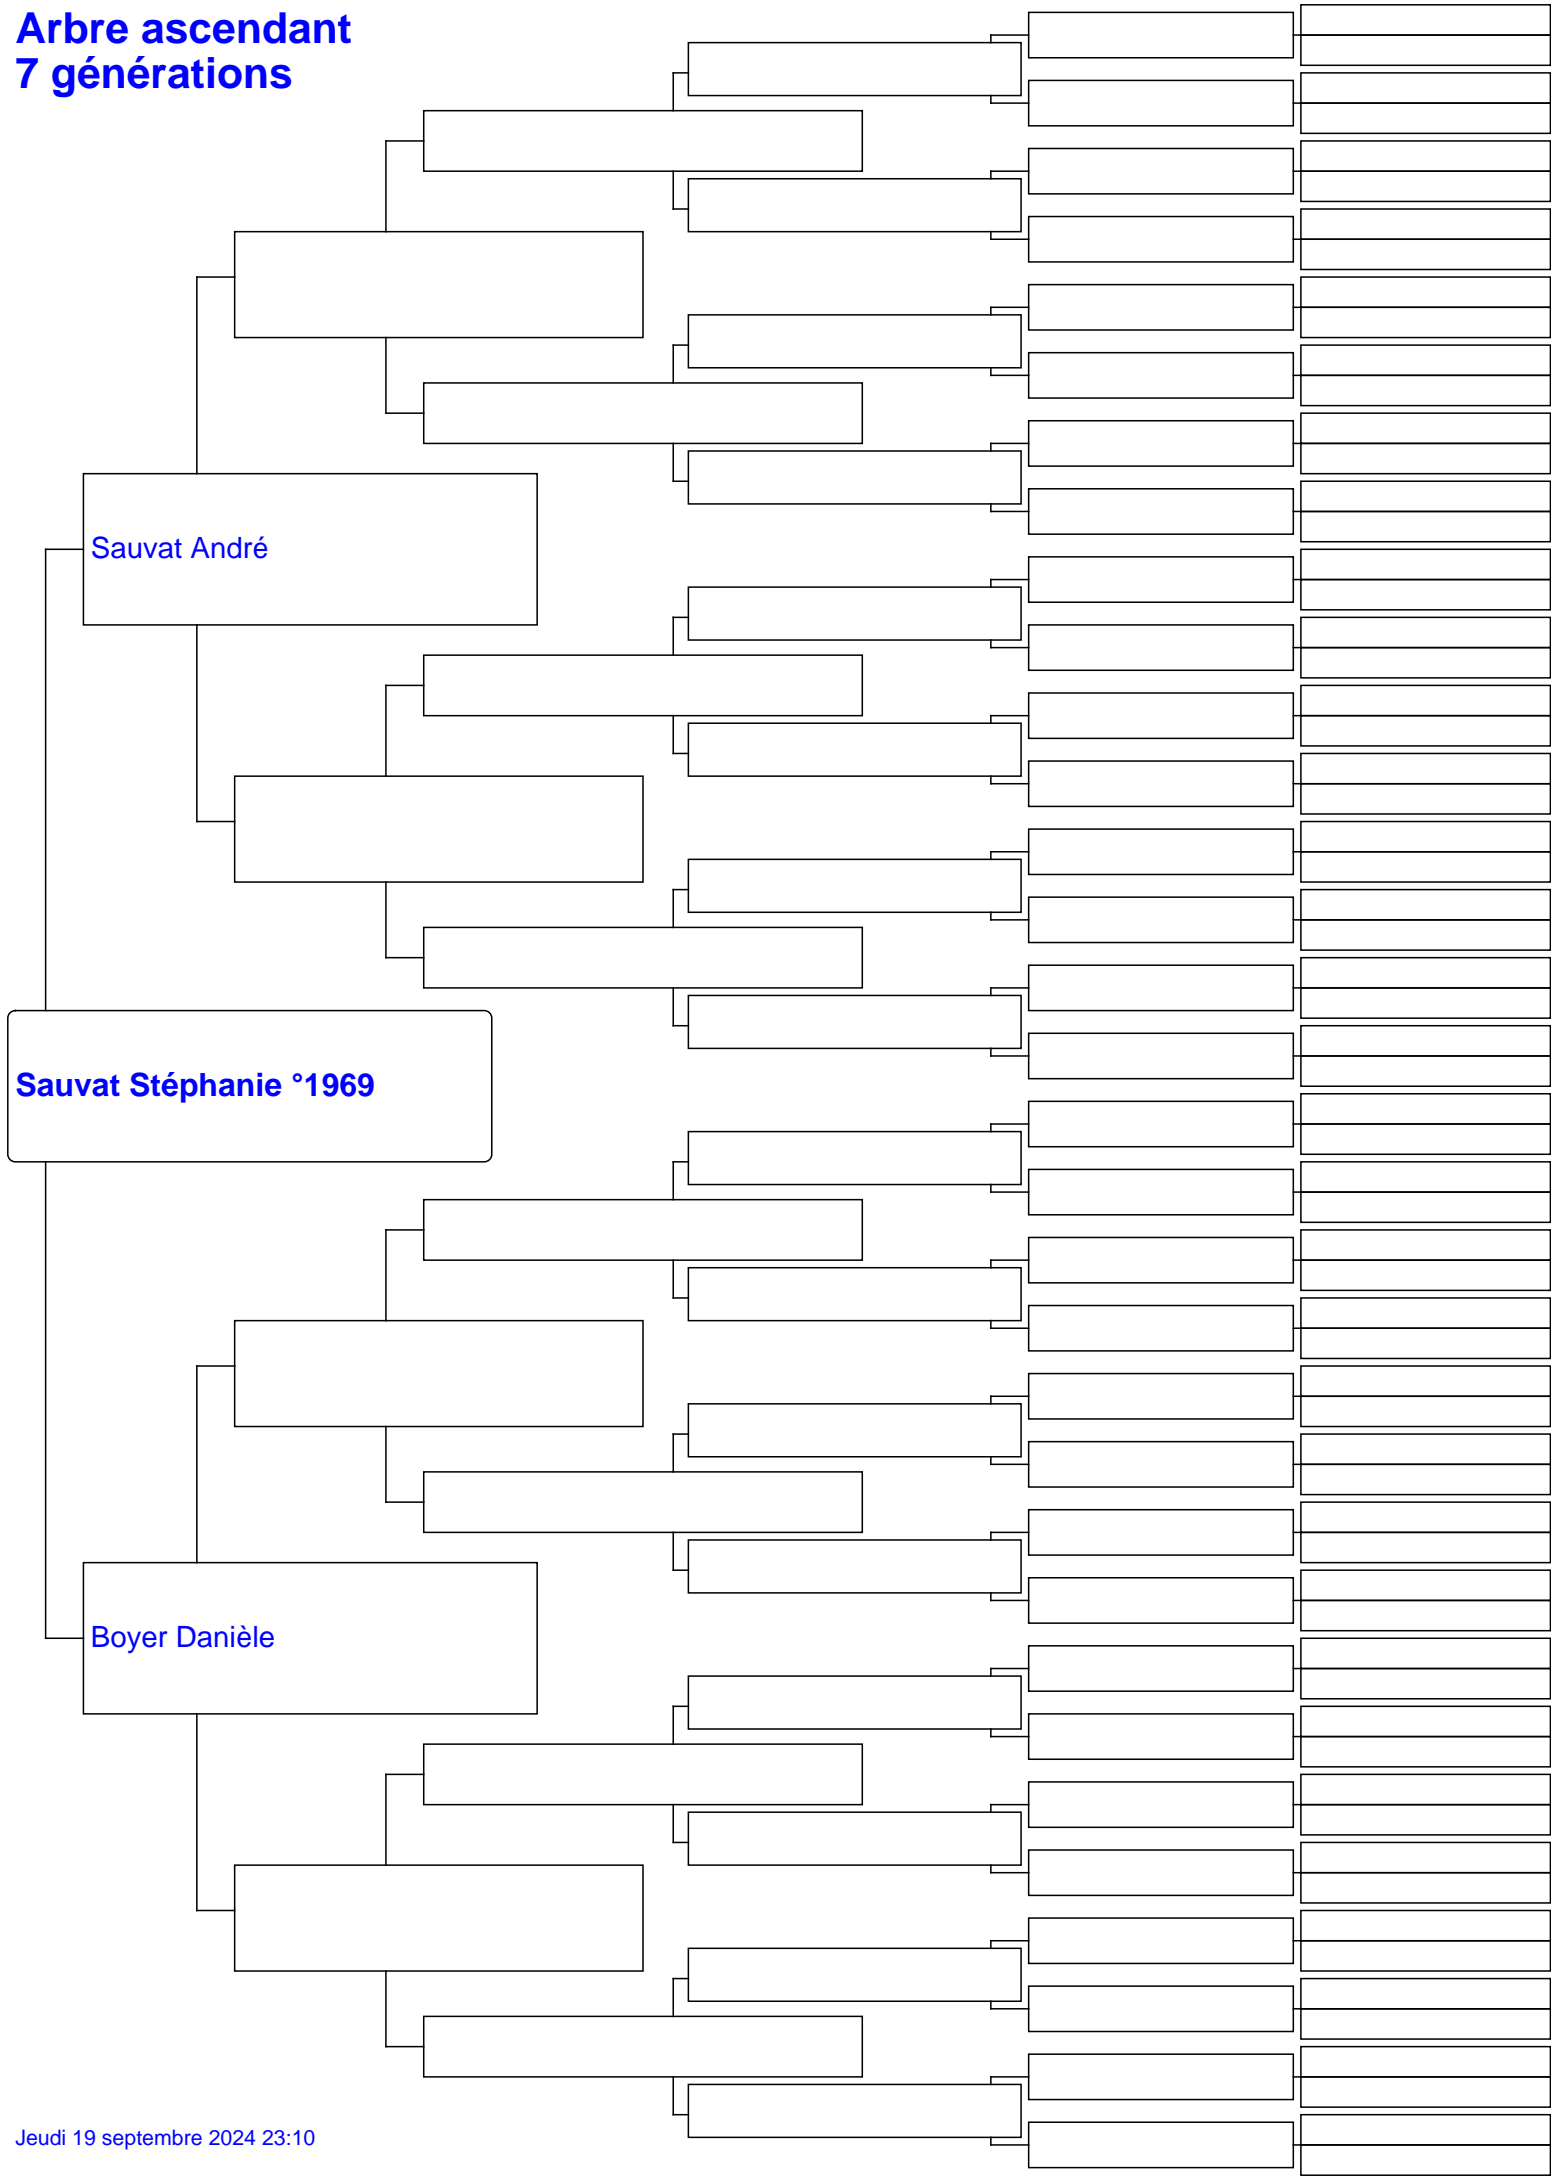 Arbre ascendant
7 générations
Sauvat André
Sauvat Stéphanie °1969
Boyer Danièle
Jeudi 19 septembre 2024 23:10